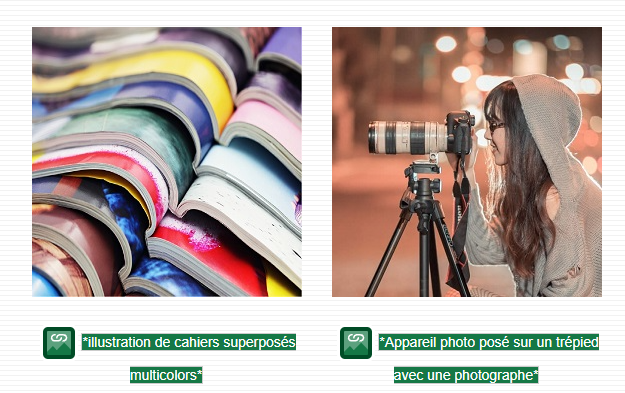 *illustration de cahiers superposés
multicolors*
*Appareil photo posé sur un trépied
avec une photographe*